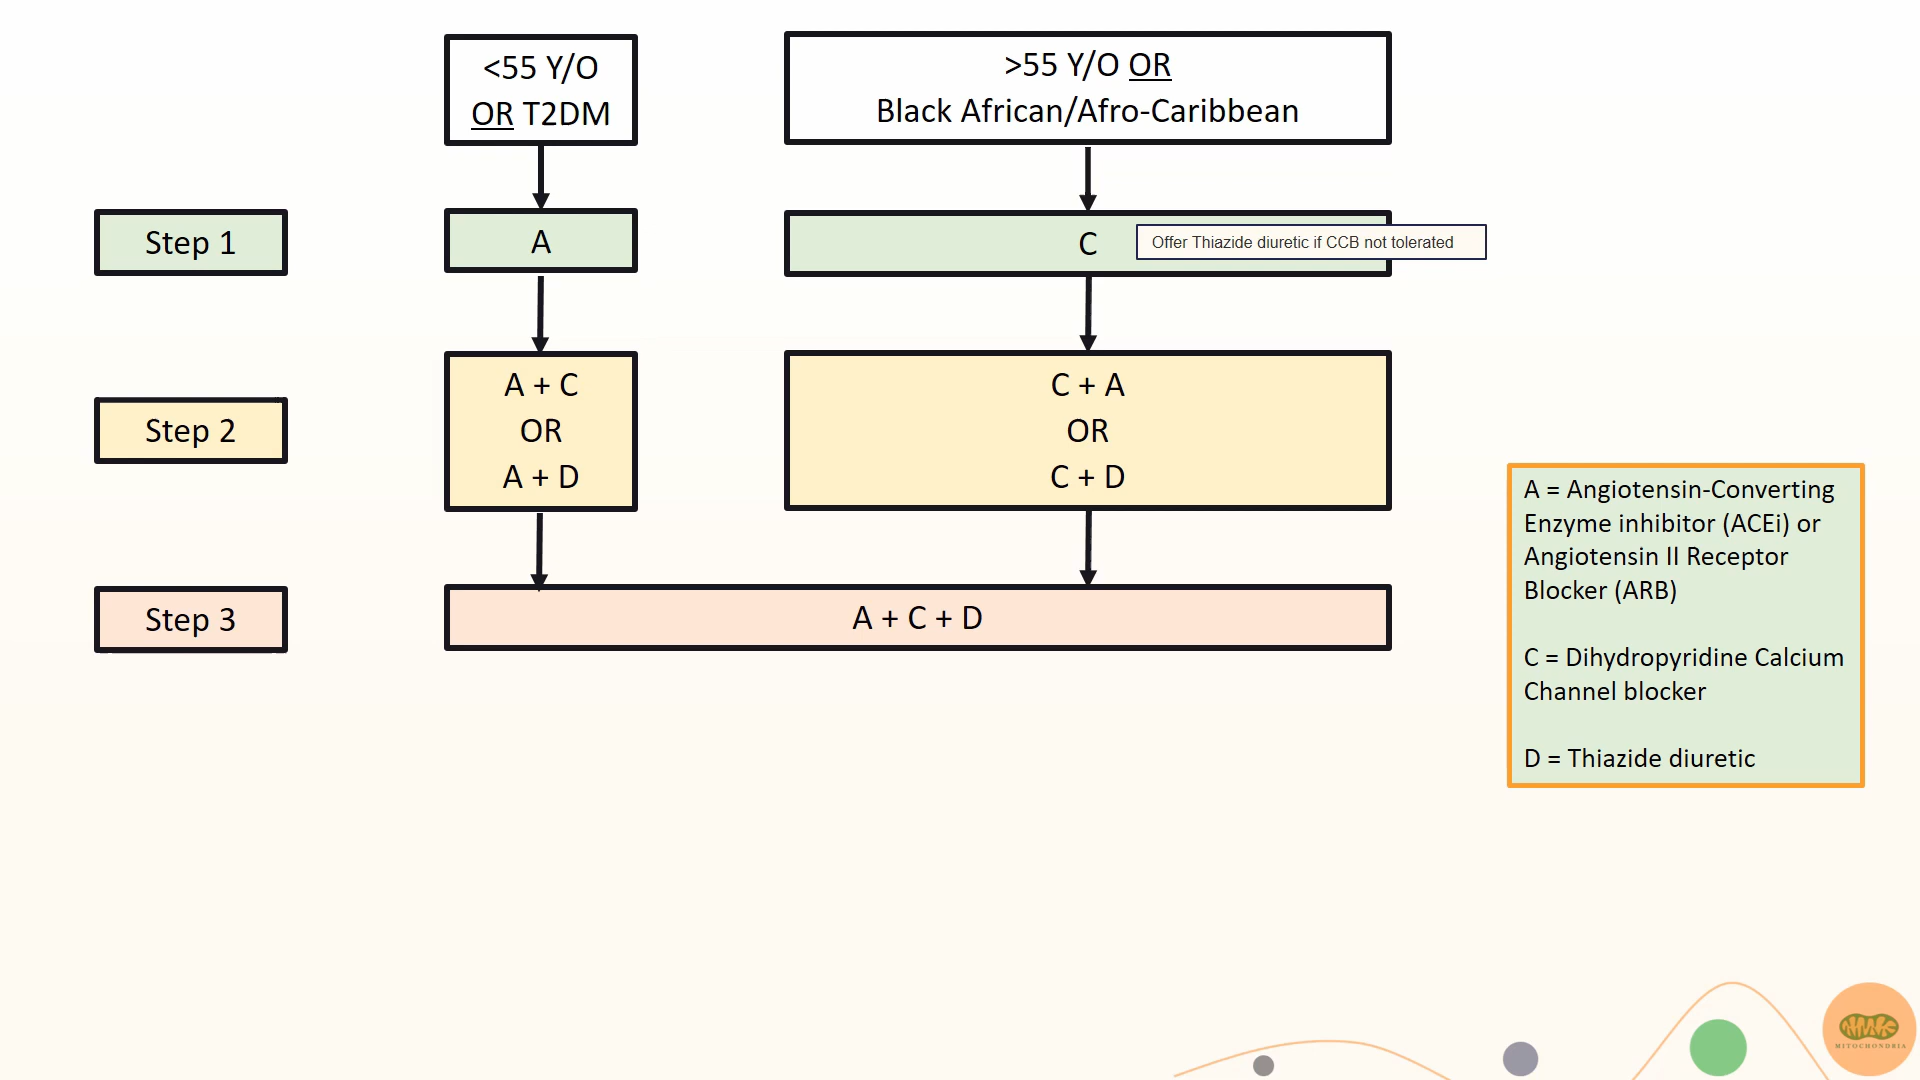 <55 Y/O
OR T2DM
>55 Y/O OR
Black African/Afro-Caribbean
Step 1
A
C
Offer Thiazide diuretic if CCB not tolerated
Step 2
A + C
OR
A + D
C + A
OR
C + D
Step 3
A + C + D
A = Angiotensin-Converting
Enzyme inhibitor (ACEi) or
Angiotensin II Receptor
Blocker (ARB)
C = Dihydropyridine Calcium
Channel blocker
D = Thiazide diuretic
MITOCHONDRIA